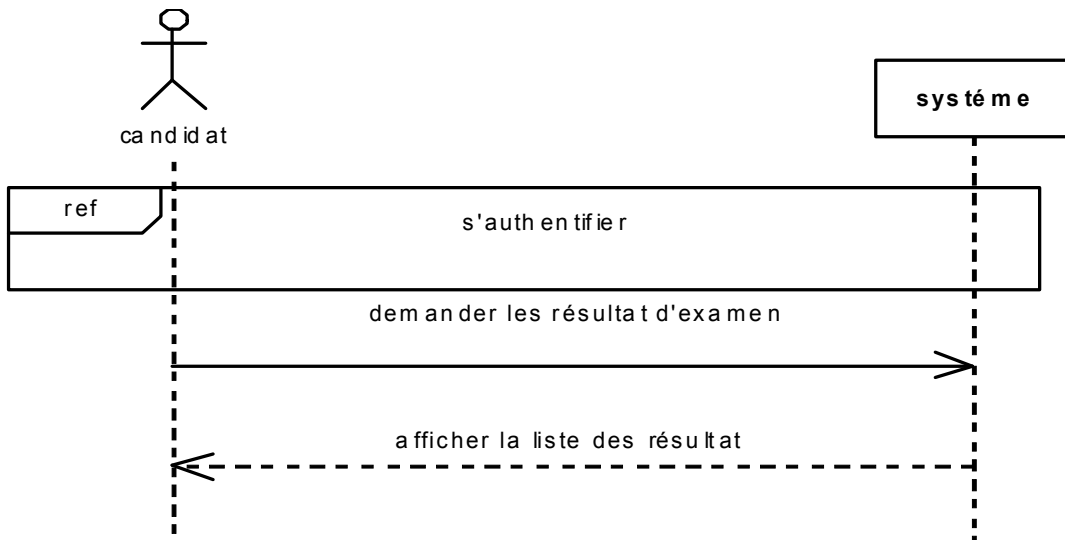 systéme
candidat
ref
s'authentifier
demander les résultat d'examen
afficher la liste des résultat